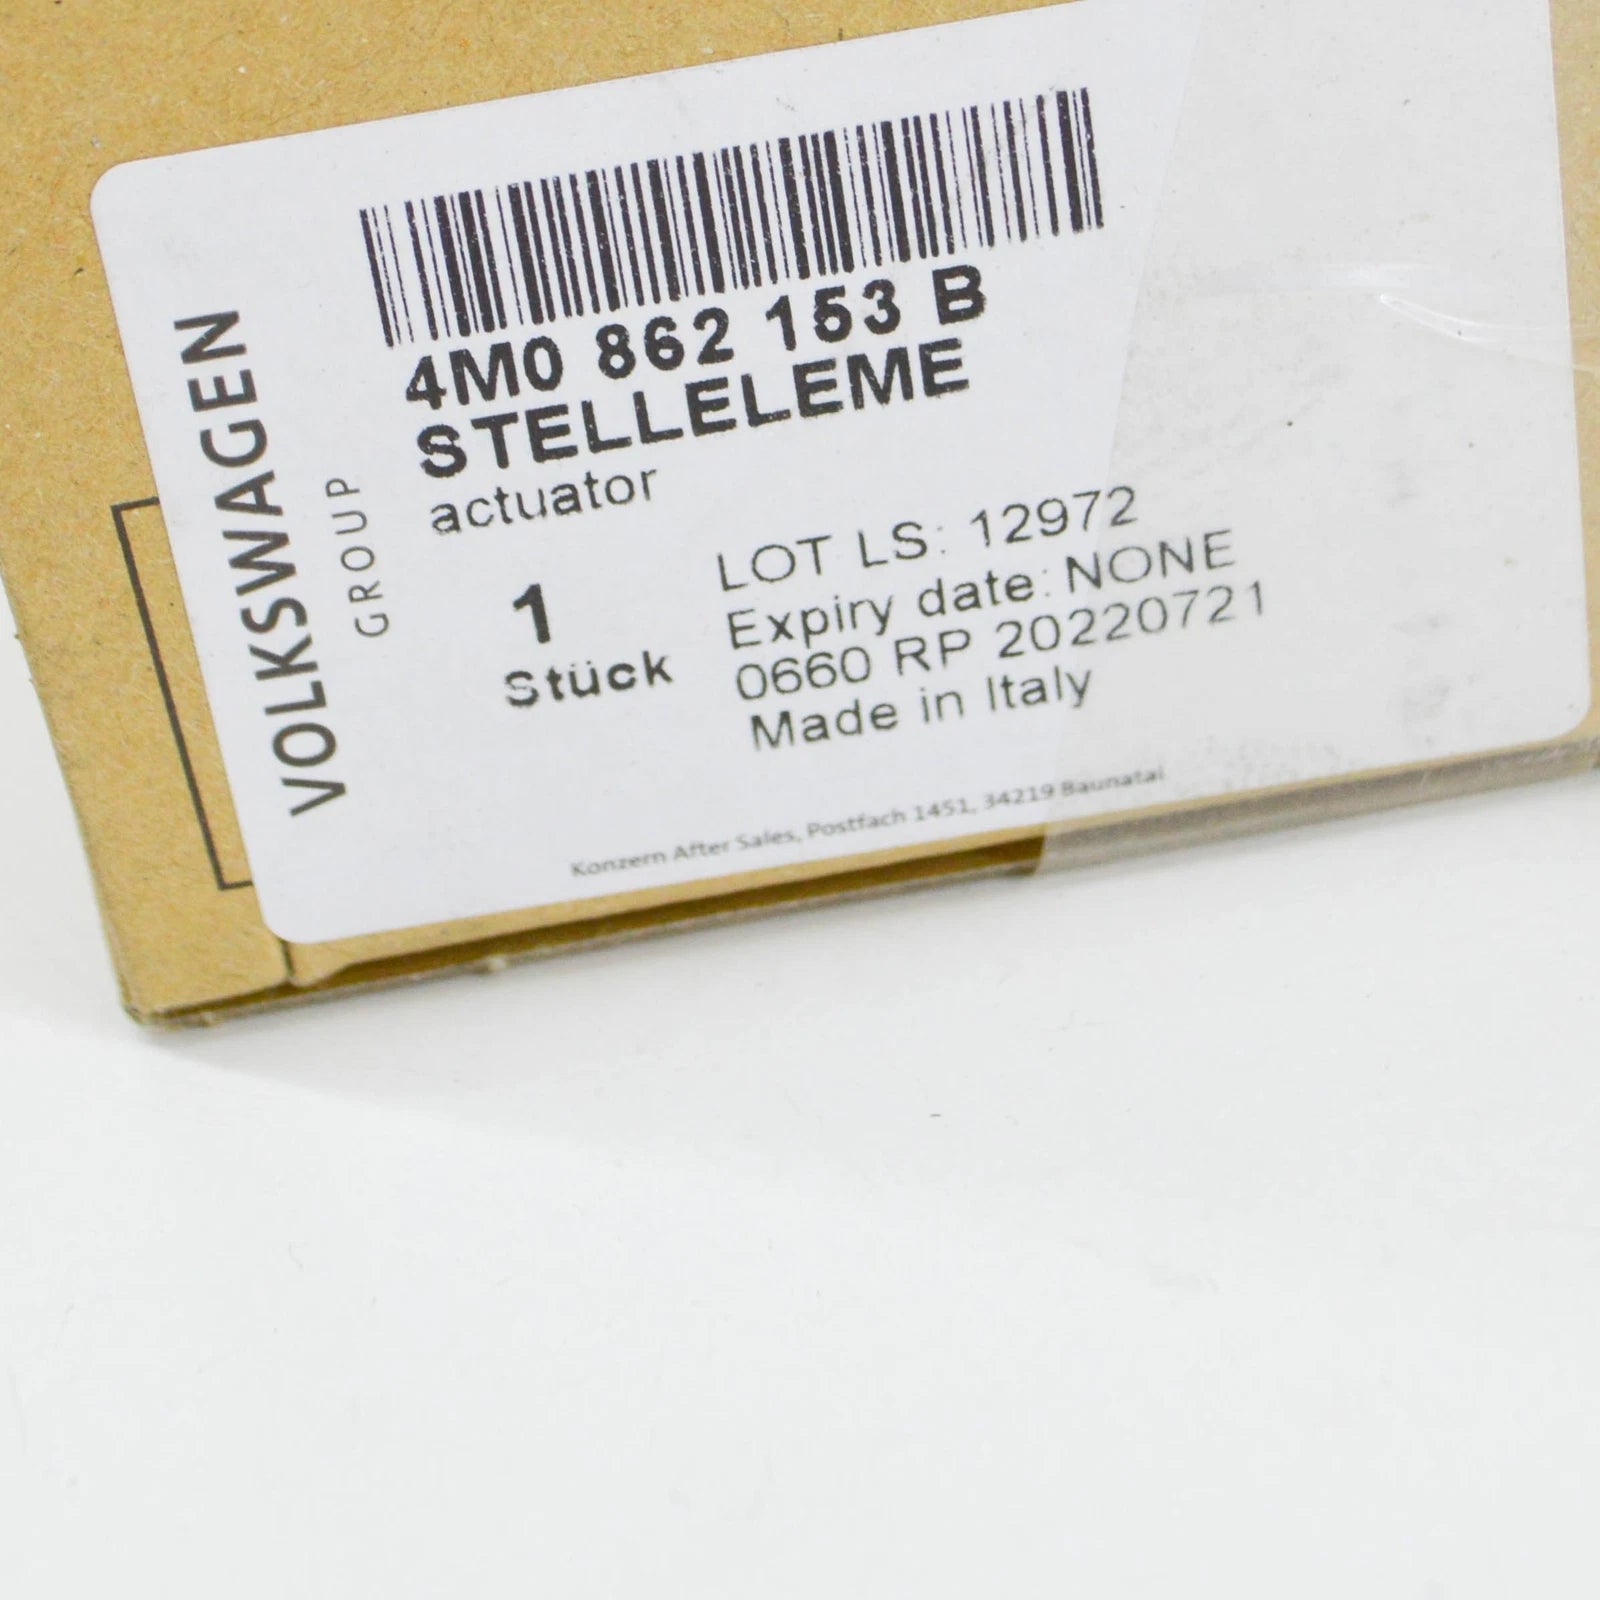 VOLKSWAGEN
GROUP
4M0 862 153 B
STELLELEME
actuator
1
Stück
LOT LS: 12972
Expiry date: NONE
0660 RP 20220721
Made in Italy
Konzern After Sales, Postfach 1451, 34219 Baunatal